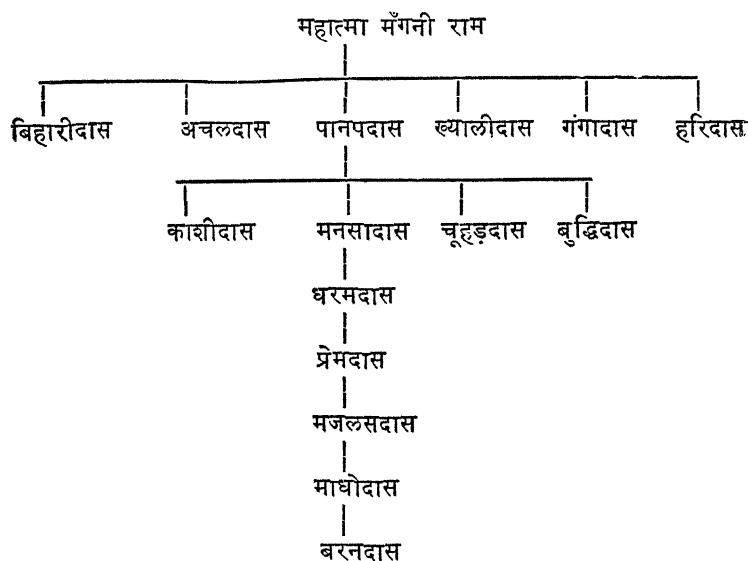 महात्मा मँगनी राम
बिहारीदास अचलदास पानपदास ख्यालीदास गंगादास हरिदास
काशीदास मनसादास चूहड़दास बुद्धिदास
धरमदास
प्रेमदास
मजलसदास
माधोदास
बरनदास